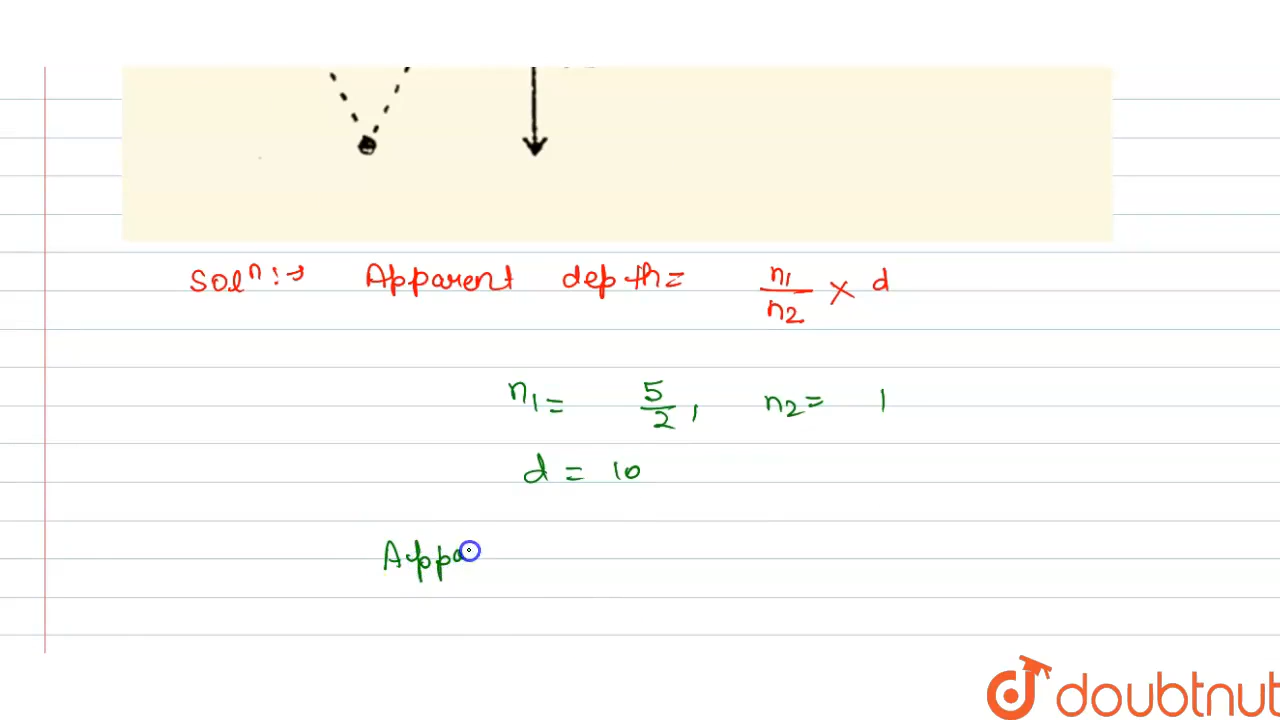 Solⁿ :→ Apparent depth = n₁/n₂ × d
n₁ = 5/2, n₂ = 1
d = 10
Appa
doubtnut